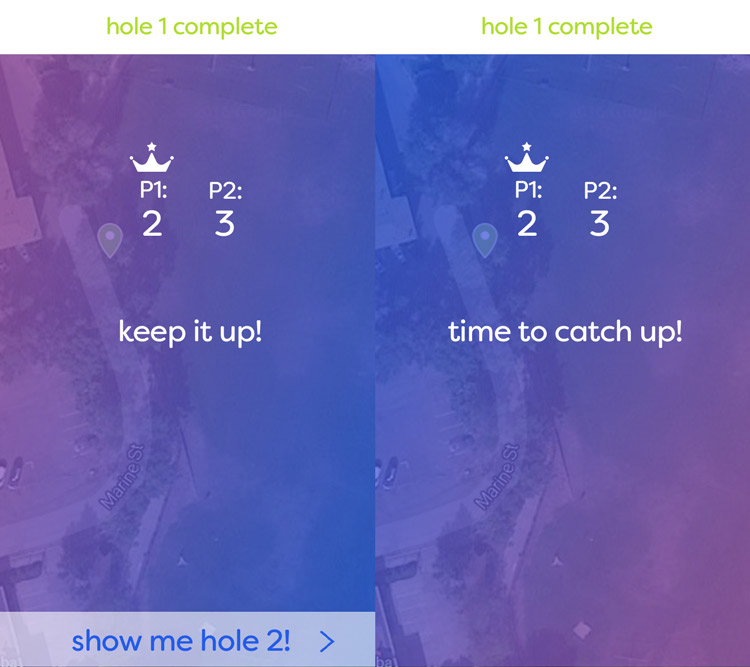 hole 1 complete
P1: P2:
2 3
keep it up!
Marine St
show me hole 2!
hole 1 complete
P1: P2:
2 3
time to catch up!
Marine St